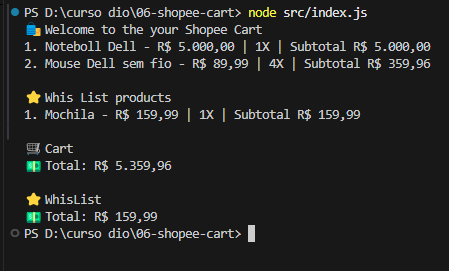 PS D:\curso dio\06-shopee-cart> node src/index.js
Welcome to the your Shopee Cart
1. Noteboll Dell - R$ 5.000,00 | 1X | Subtotal R$ 5.000,00
2. Mouse Dell sem fio - R$ 89,99 | 4X | Subtotal R$ 359,96
Whis List products
1. Mochila - R$ 159,99 | 1X | Subtotal R$ 159,99
Cart
Total: R$ 5.359,96
WhisList
Total: R$ 159,99
PS D:\curso dio\06-shopee-cart>